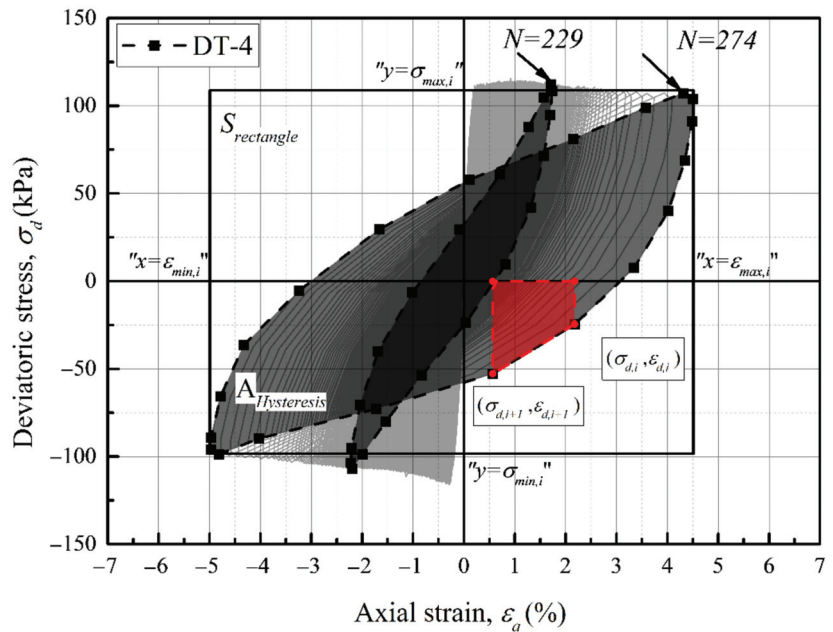 DT-4
N=229
N=274
"y=σmax,i"
Srectangle
"x=εmin,i"
"x=εmax,i"
(σd,i ,εd,i)
AHysteresis
(σd,i+1 ,εd,i+1)
"y=σmin,i"
150
100
50
0
−50
−100
−150
Deviatoric stress, σd (kPa)
−7 −6 −5 −4 −3 −2 −1 0 1 2 3 4 5 6 7
Axial strain, εa (%)